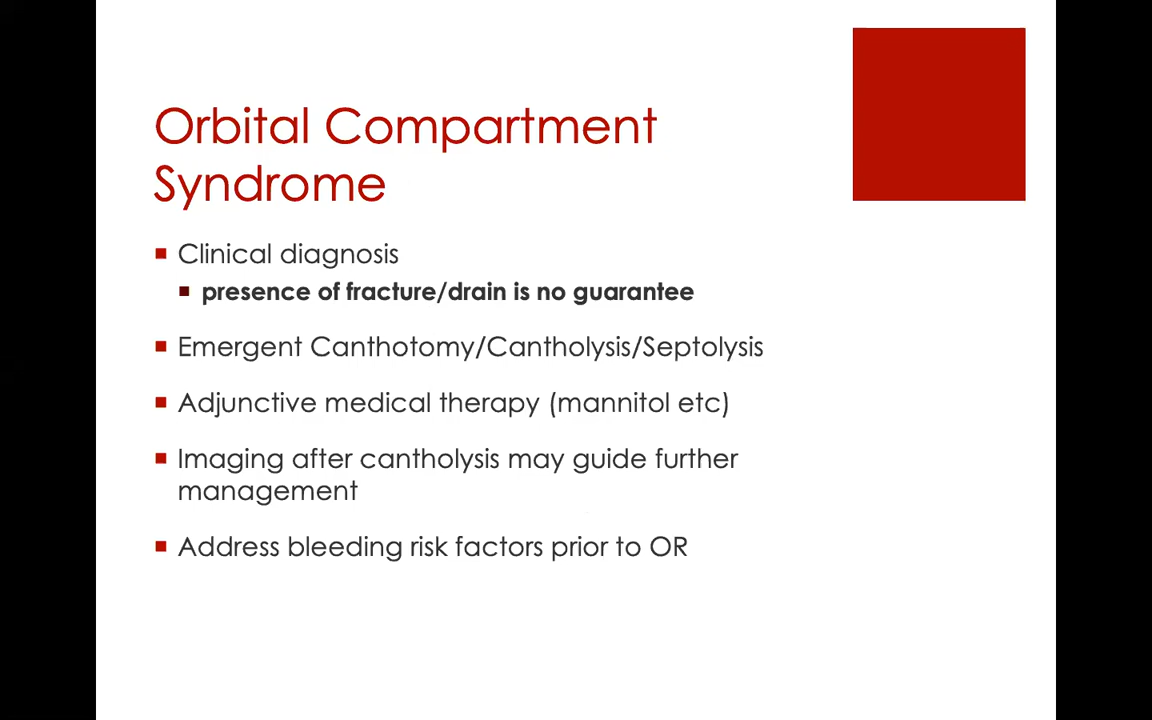 Orbital Compartment
Syndrome
Clinical diagnosis
presence of fracture/drain is no guarantee
Emergent Canthotomy/Cantholysis/Septolysis
Adjunctive medical therapy (mannitol etc)
Imaging after cantholysis may guide further
management
Address bleeding risk factors prior to OR